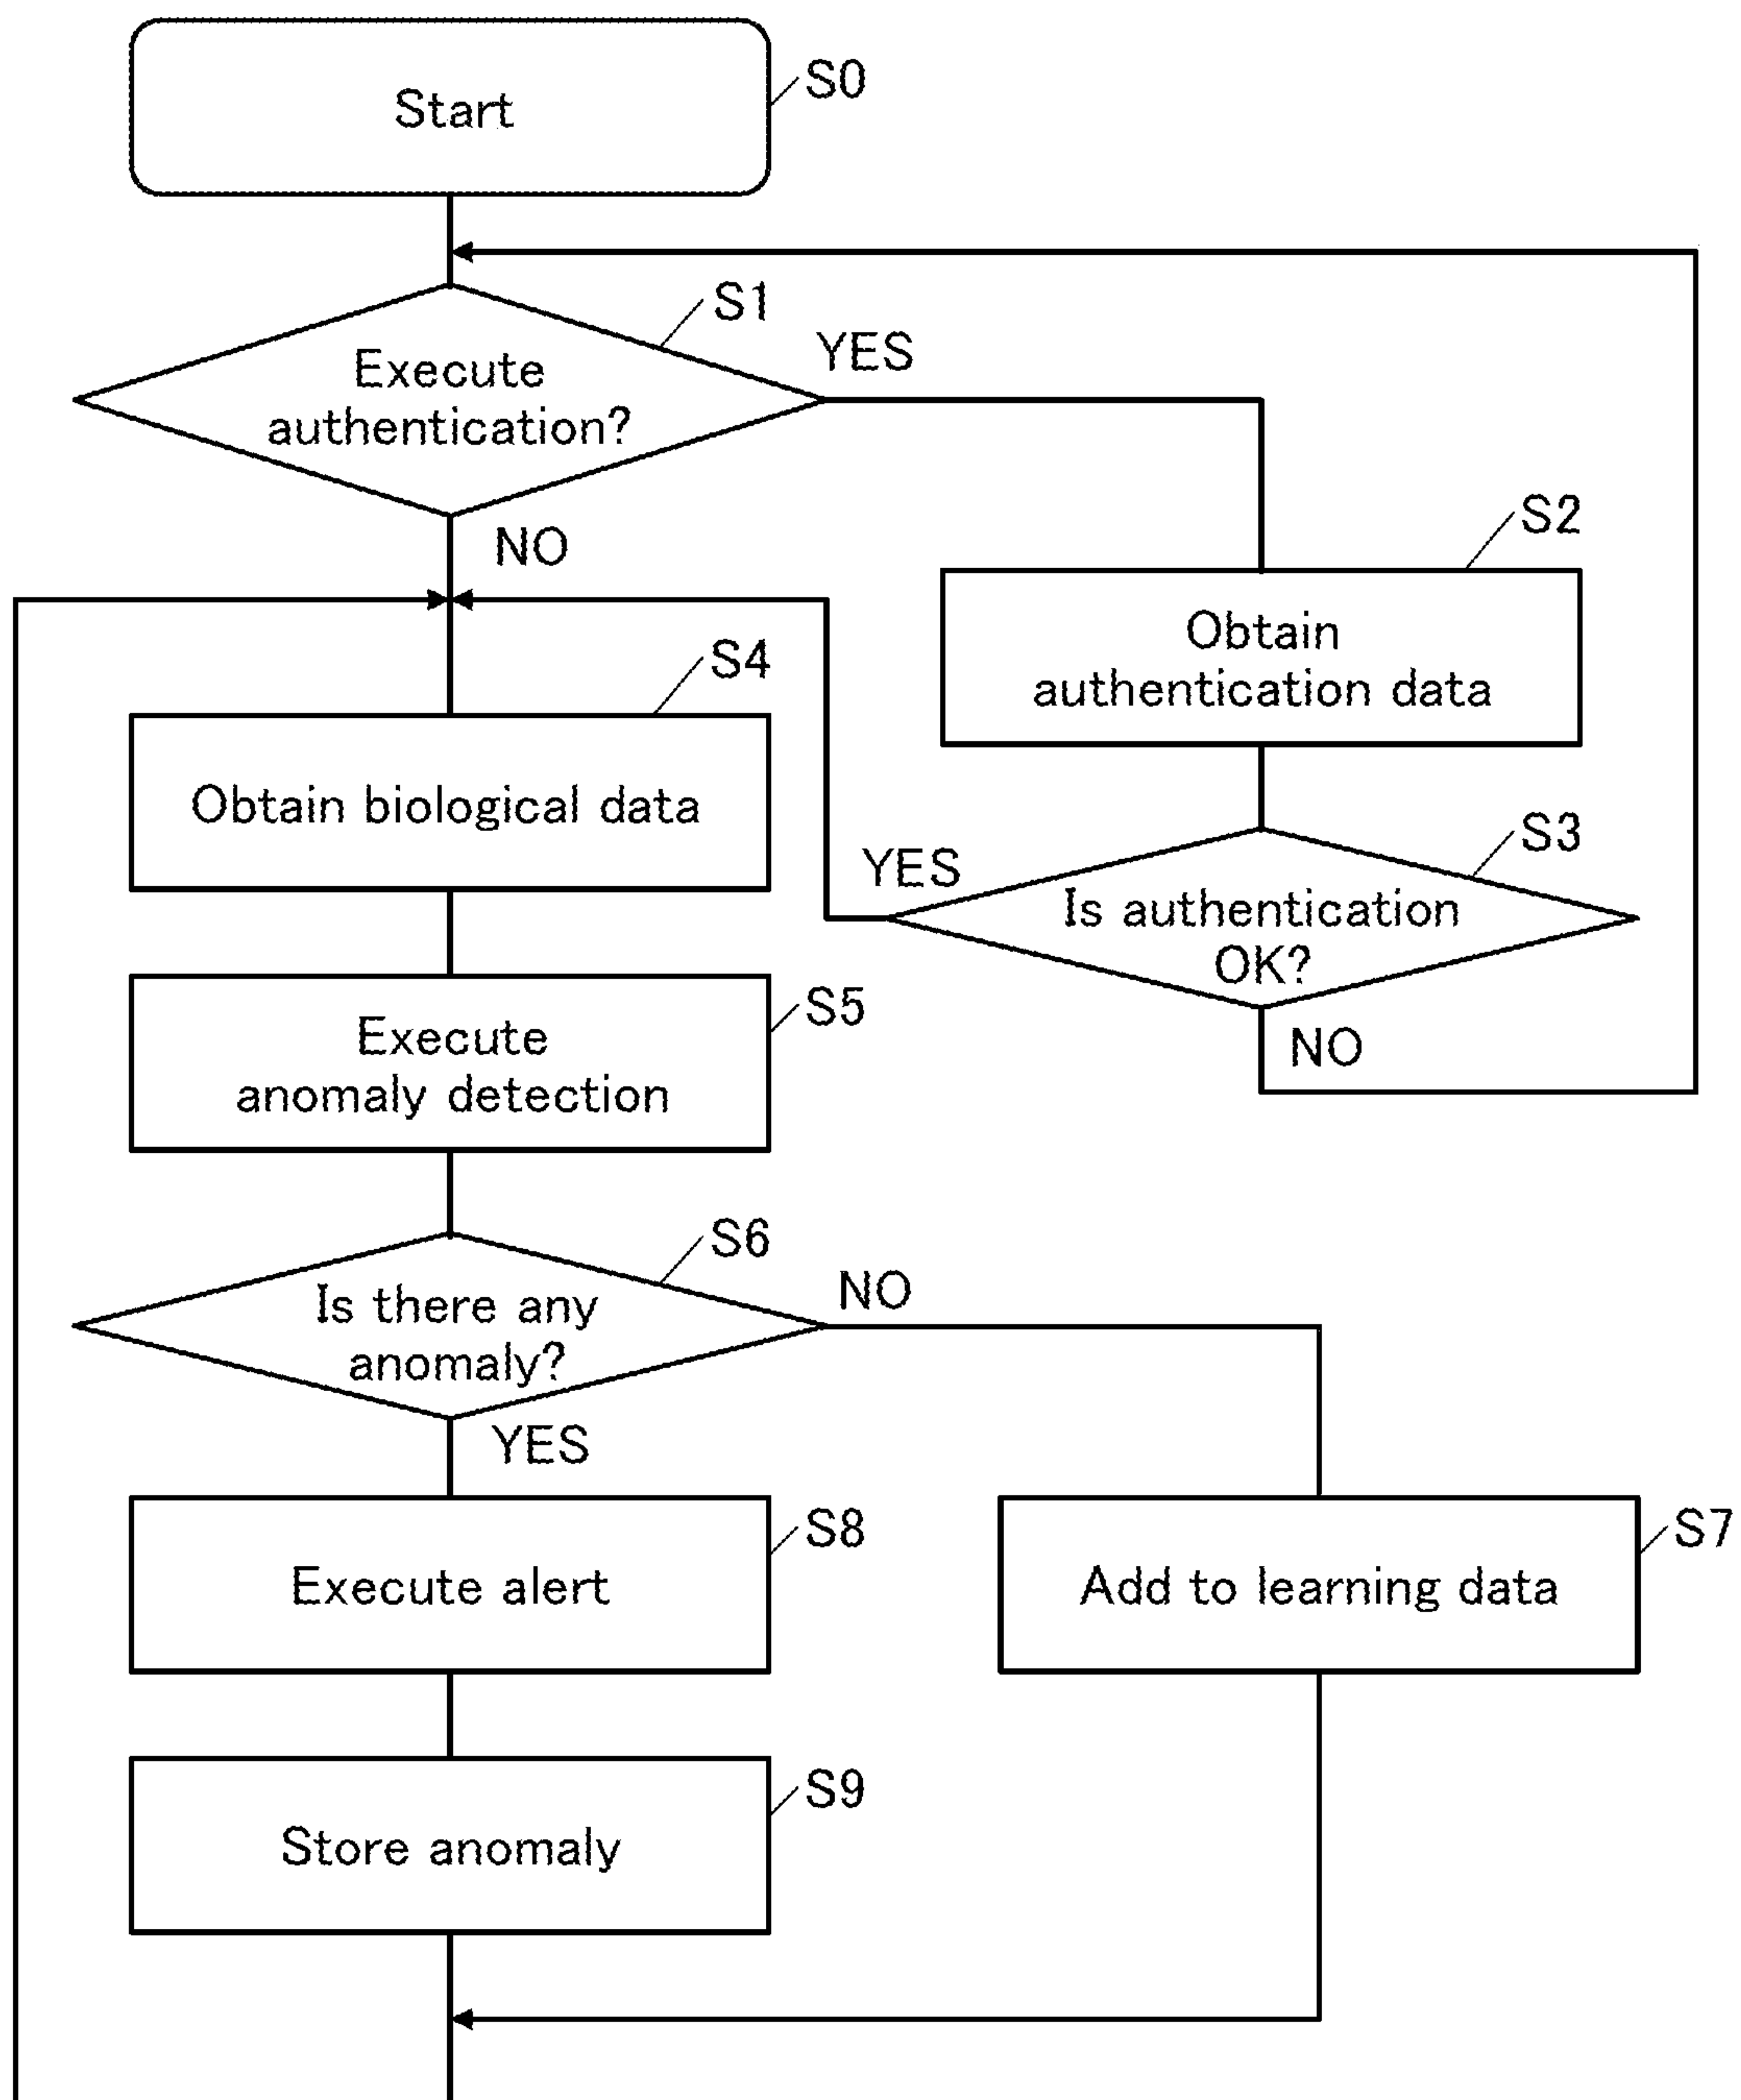 Start
S0
S1
Execute
authentication?
YES
NO
S2
Obtain
authentication data
S4
Obtain biological data
S3
YES
Is authentication
OK?
NO
S5
Execute
anomaly detection
S6
Is there any
anomaly?
NO
YES
S8
Execute alert
S7
Add to learning data
S9
Store anomaly